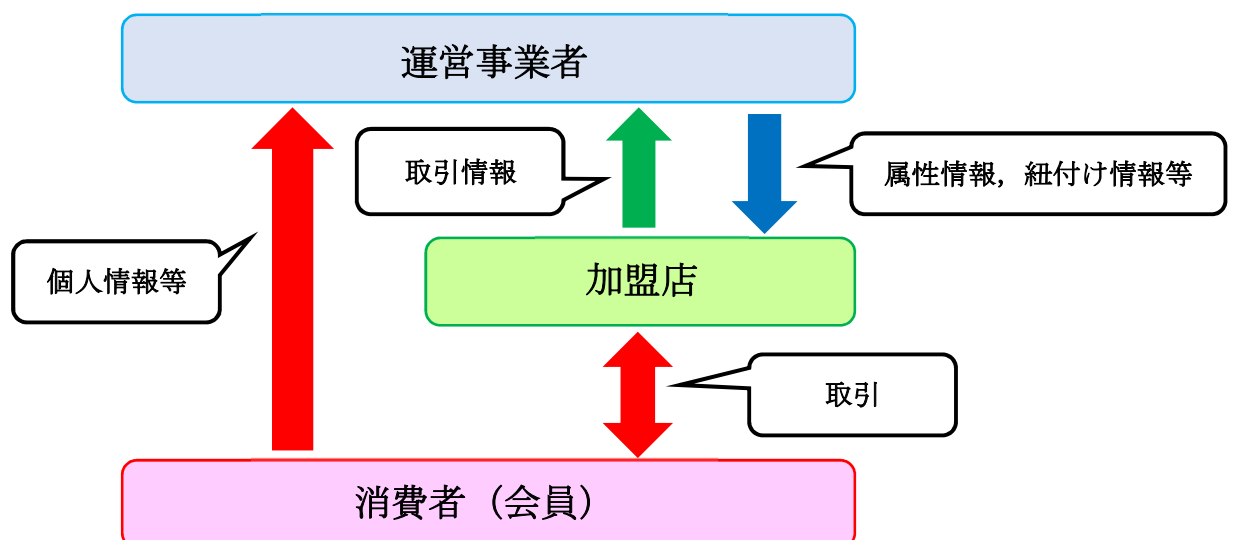 運営事業者
取引情報
属性情報，紐付け情報等
個人情報等
加盟店
取引
消費者（会員）